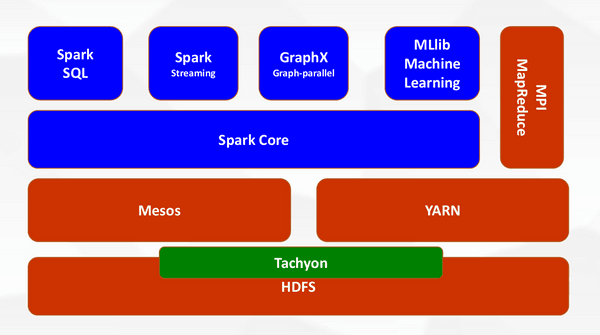 Spark
SQL
Spark
Streaming
GraphX
Graph-parallel
MLlib
Machine
Learning
MPI
MapReduce
Spark Core
Mesos
YARN
Tachyon
HDFS